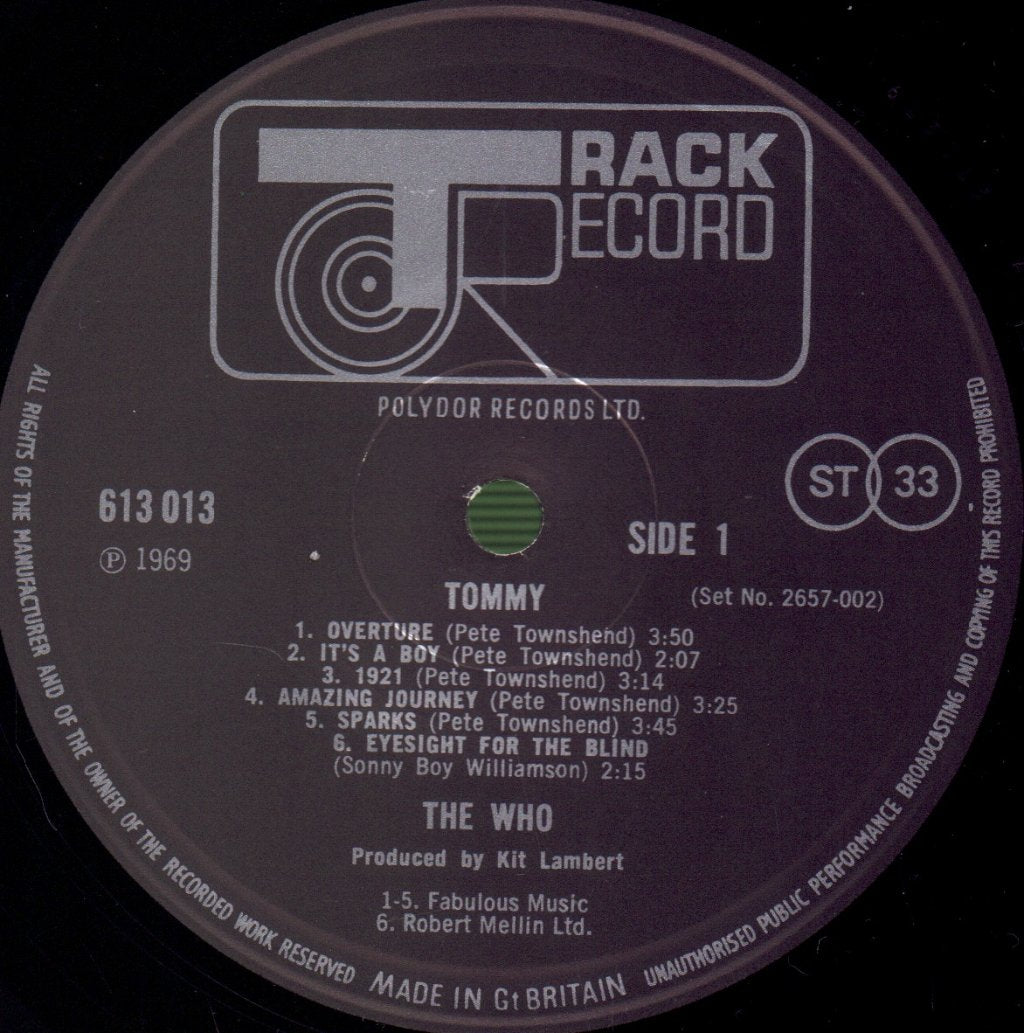 TRACK
RECORD
POLYDOR RECORDS LTD.
ST 33
613 013
SIDE 1
Ⓟ 1969
TOMMY
(Set No. 2657-002)
1. OVERTURE (Pete Townshend) 3:50
2. IT'S A BOY (Pete Townshend) 2:07
3. 1921 (Pete Townshend) 3:14
4. AMAZING JOURNEY (Pete Townshend) 3:25
5. SPARKS (Pete Townshend) 3:45
6. EYESIGHT FOR THE BLIND
(Sonny Boy Williamson) 2:15
THE WHO
Produced by Kit Lambert
1-5. Fabulous Music
6. Robert Mellin Ltd.
ALL RIGHTS OF THE MANUFACTURER AND OF THE OWNER OF THE RECORDED WORK RESERVED
MADE IN Gt BRITAIN
UNAUTHORISED PUBLIC PERFORMANCE BROADCASTING AND COPYING OF THIS RECORD PROHIBITED